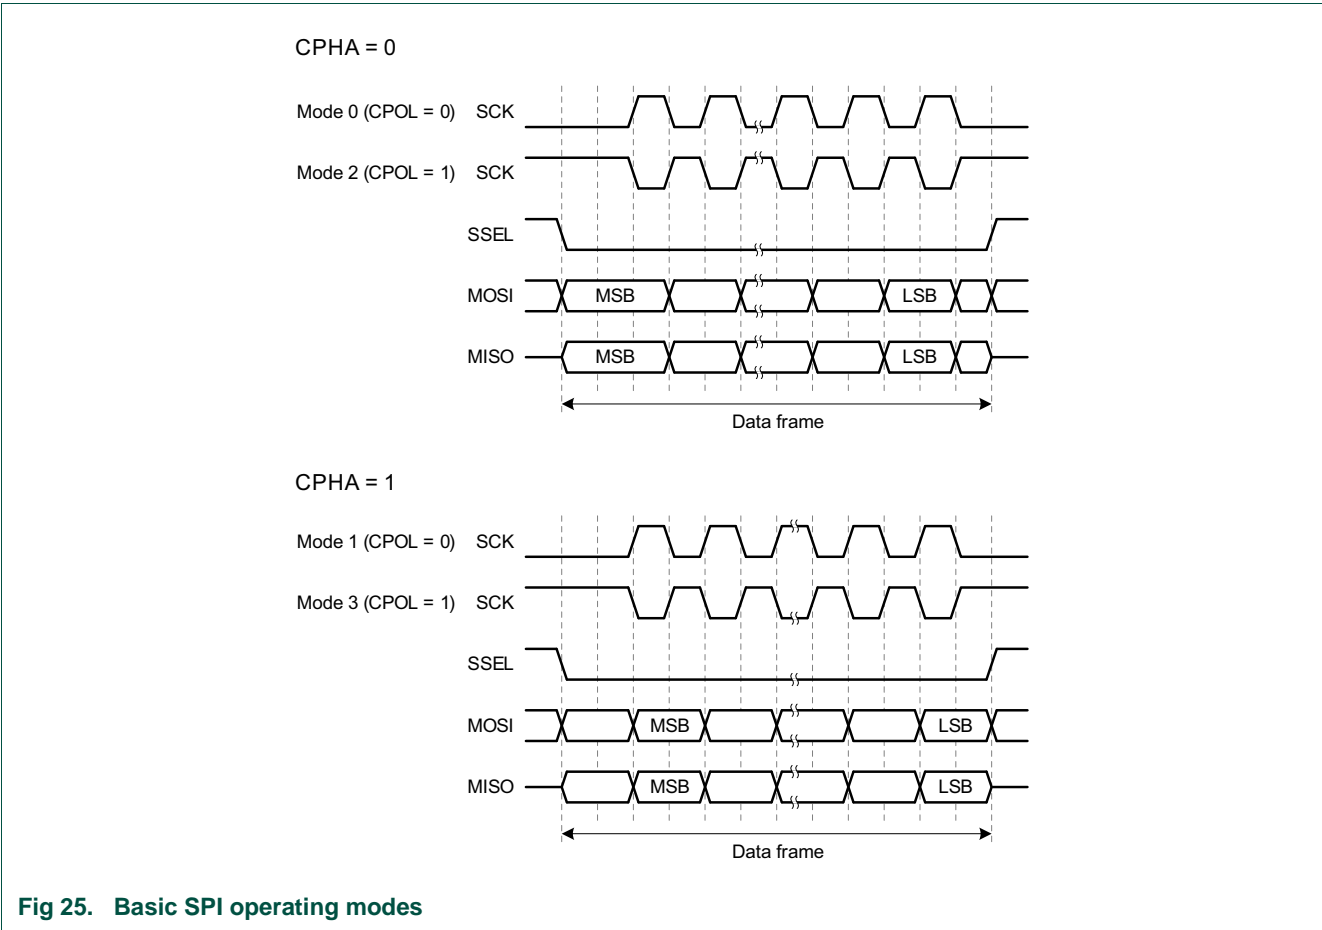 CPHA = 0
Mode 0 (CPOL = 0) SCK
Mode 2 (CPOL = 1) SCK
SSEL
MOSI MSB LSB
MISO MSB LSB
Data frame
CPHA = 1
Mode 1 (CPOL = 0) SCK
Mode 3 (CPOL = 1) SCK
SSEL
MOSI MSB LSB
MISO MSB LSB
Data frame
Fig 25. Basic SPI operating modes